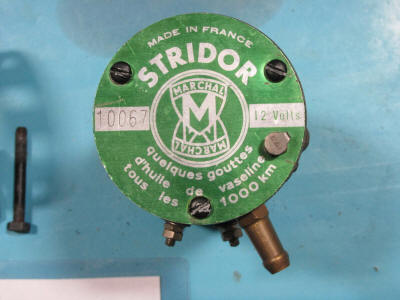 MADE IN FRANCE
STRIDOR
MARCHAL
M
MARCHAL
10067
12 Volts
quelques gouttes
d'huile de vaseline
tous les 1000 km